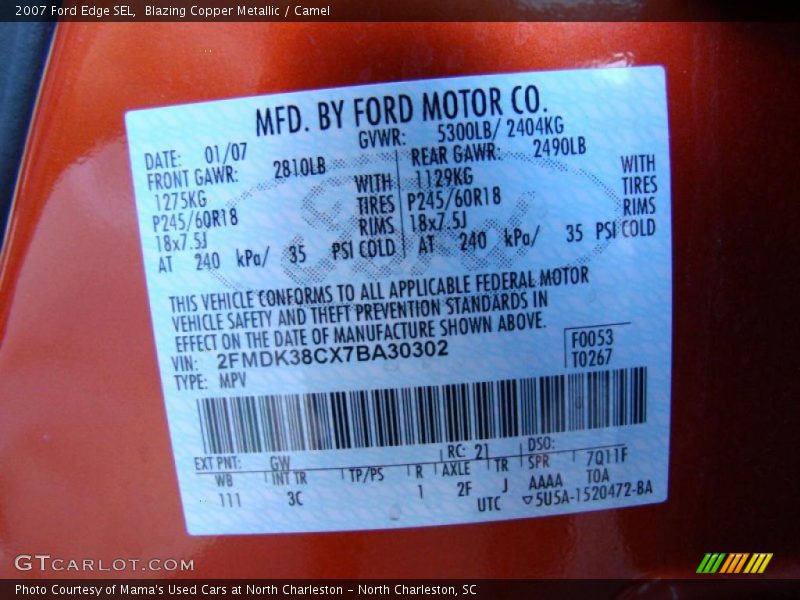 2007 Ford Edge SEL, Blazing Copper Metallic / Camel
MFD. BY FORD MOTOR CO.
DATE: 01/07 GVWR: 5300LB/ 2404KG
FRONT GAWR: 2810LB REAR GAWR: 2490LB
1275KG WITH 1129KG WITH
P245/60R18 TIRES P245/60R18 TIRES
18x7.5J RIMS 18x7.5J RIMS
AT 240 kPa/ 35 PSI COLD AT 240 kPa/ 35 PSI COLD
THIS VEHICLE CONFORMS TO ALL APPLICABLE FEDERAL MOTOR
VEHICLE SAFETY AND THEFT PREVENTION STANDARDS IN
EFFECT ON THE DATE OF MANUFACTURE SHOWN ABOVE.
VIN: 2FMDK38CX7BA30302 F0053
TYPE: MPV T0267
EXT PNT: GW RC: 21 DSO:
WB INT TR TP/PS R AXLE TR SPR 7Q11F
111 3C 1 2F J AAAA T0A
UTC ▽5U5A-1520472-BA
Ford
GTCARLOT.COM
Photo Courtesy of Mama's Used Cars at North Charleston - North Charleston, SC